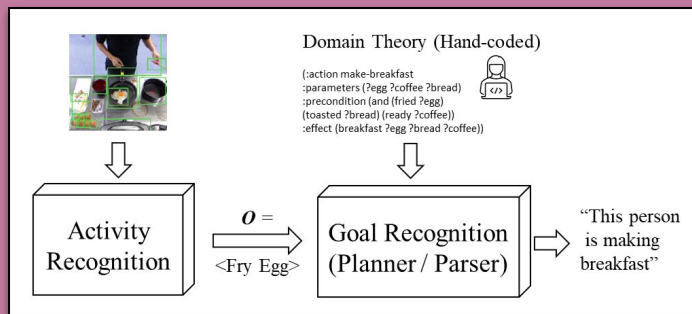 Domain Theory (Hand-coded)
(:action make-breakfast
:parameters (?egg ?coffee ?bread)
:precondition (and (fried ?egg)
(toasted ?bread) (ready ?coffee))
:effect (breakfast ?egg ?bread ?coffee))
</>
Activity
Recognition
O =
<Fry Egg>
Goal Recognition
(Planner / Parser)
“This person
is making
breakfast”